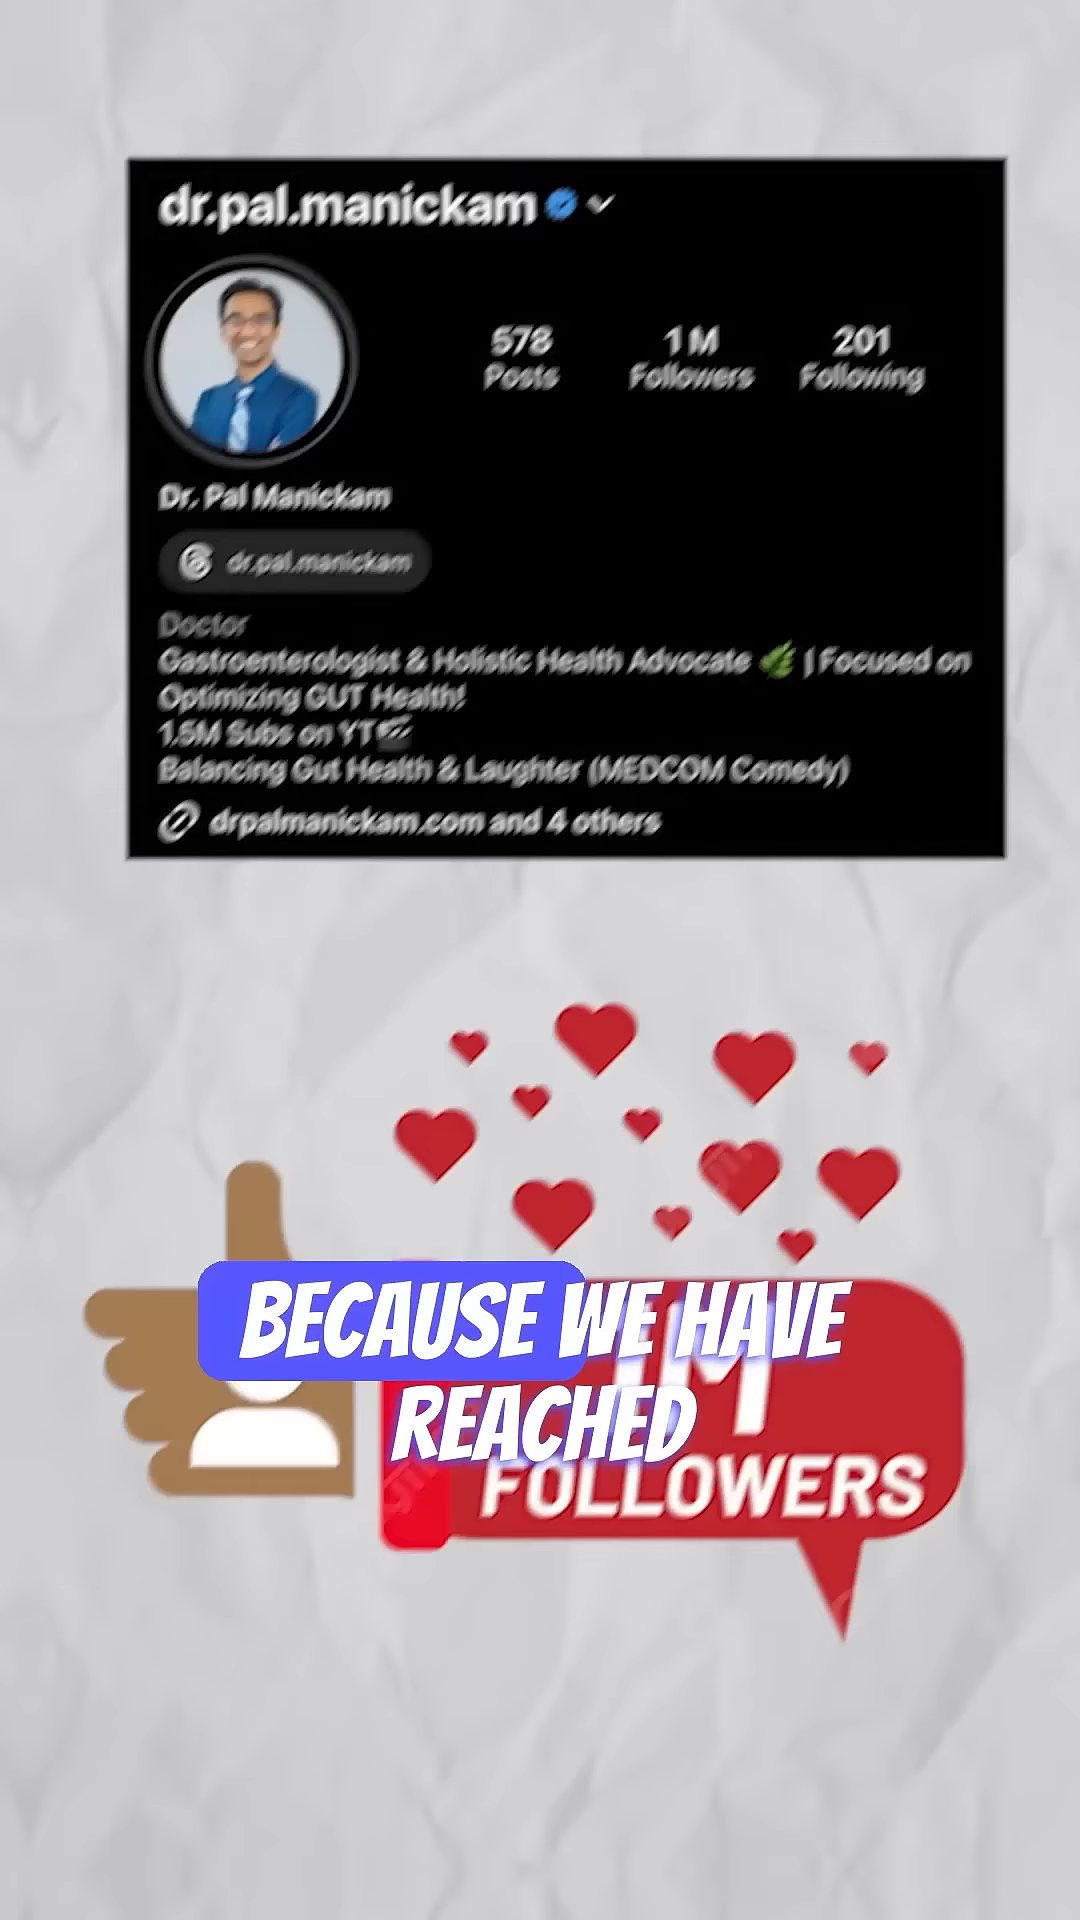 dr.pal.manickam
578
Posts
1M
Followers
201
Following
Dr. Pal Manickam
dr.pal.manickam
Doctor
Gastroenterologist & Holistic Health Advocate 🌿 | Focused on
Optimizing GUT Health!
1.5M Subs on YT
Balancing Gut Health & Laughter (MEDCOM Comedy)
drpalmanickam.com and 4 others
BECAUSE WE HAVE
REACHED
1M
FOLLOWERS